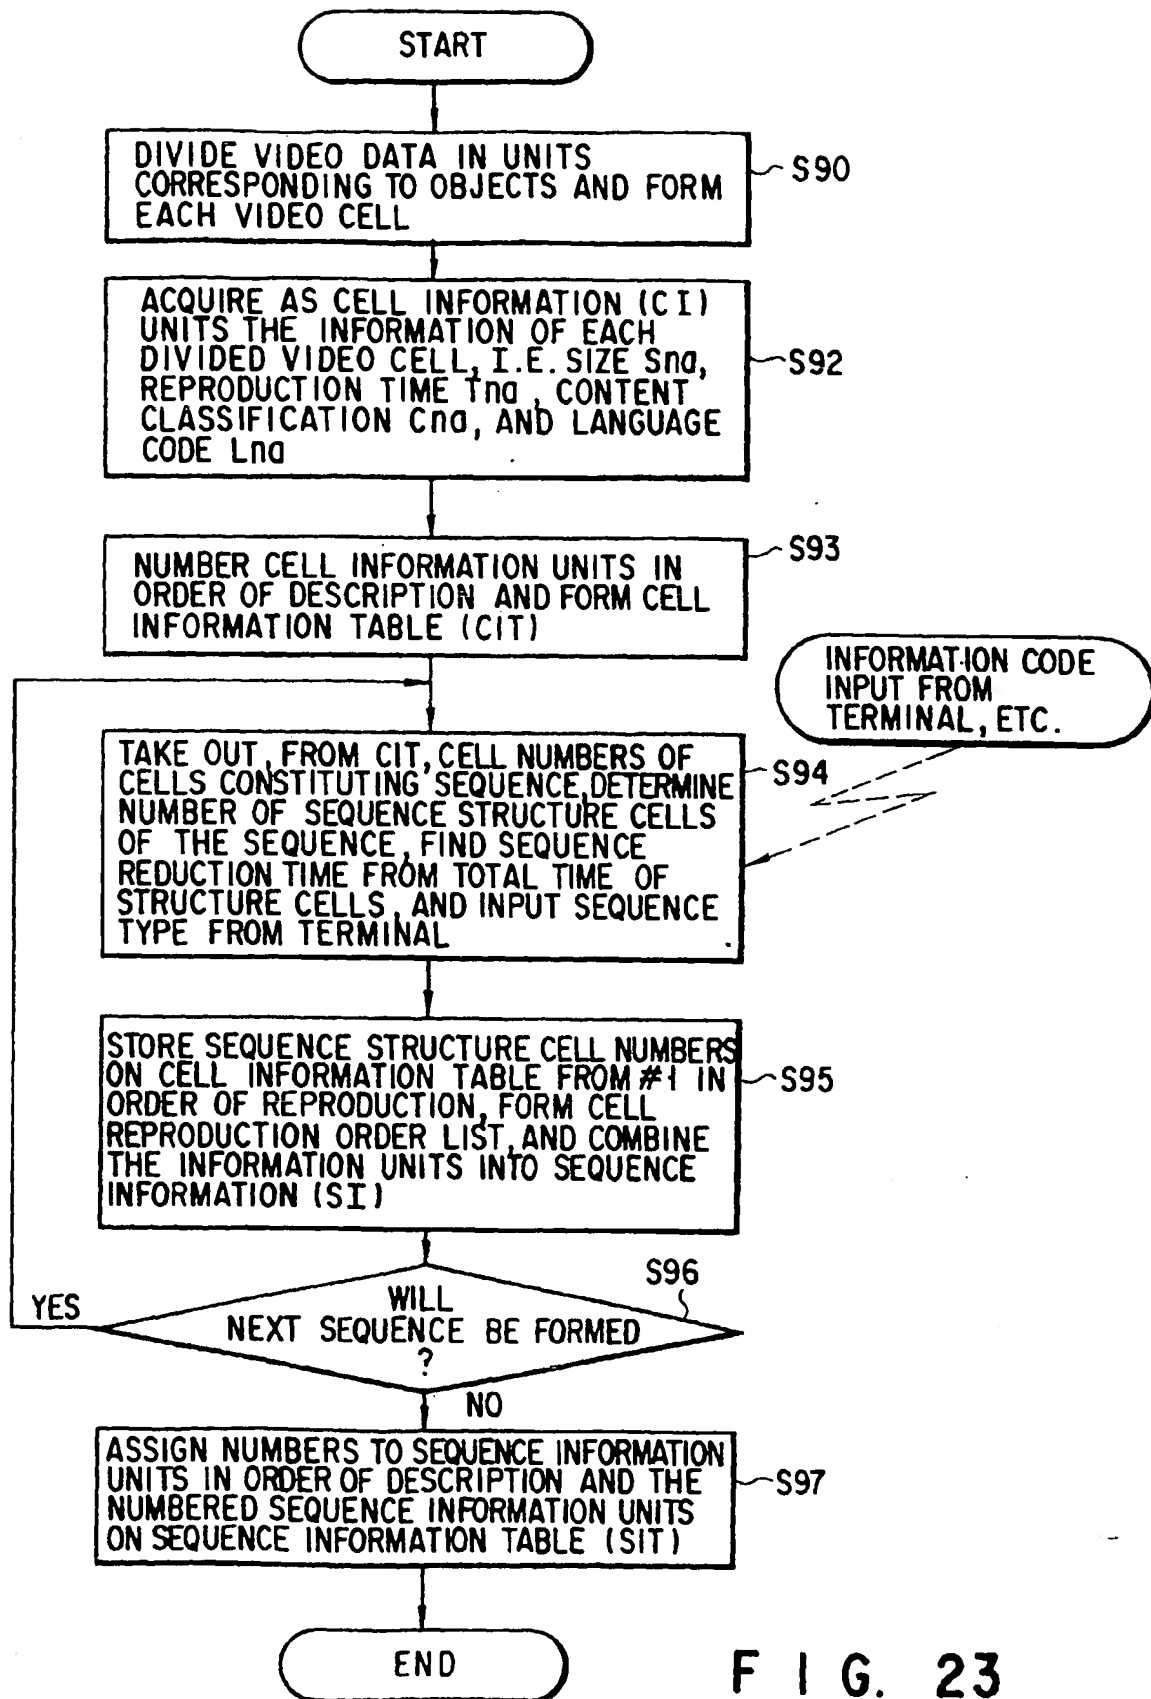 START
DIVIDE VIDEO DATA IN UNITS
CORRESPONDING TO OBJECTS AND FORM
EACH VIDEO CELL
S90
ACQUIRE AS CELL INFORMATION (CI)
UNITS THE INFORMATION OF EACH
DIVIDED VIDEO CELL, I.E. SIZE Sna,
REPRODUCTION TIME Tna, CONTENT
CLASSIFICATION Cna, AND LANGUAGE
CODE Lna
S92
NUMBER CELL INFORMATION UNITS IN
ORDER OF DESCRIPTION AND FORM CELL
INFORMATION TABLE (CIT)
S93
INFORMATION CODE
INPUT FROM
TERMINAL, ETC.
TAKE OUT, FROM CIT, CELL NUMBERS OF
CELLS CONSTITUTING SEQUENCE, DETERMINE
NUMBER OF SEQUENCE STRUCTURE CELLS
OF THE SEQUENCE, FIND SEQUENCE
REDUCTION TIME FROM TOTAL TIME OF
STRUCTURE CELLS, AND INPUT SEQUENCE
TYPE FROM TERMINAL
S94
STORE SEQUENCE STRUCTURE CELL NUMBERS
ON CELL INFORMATION TABLE FROM #1 IN
ORDER OF REPRODUCTION, FORM CELL
REPRODUCTION ORDER LIST, AND COMBINE
THE INFORMATION UNITS INTO SEQUENCE
INFORMATION (SI)
S95
S96
WILL
NEXT SEQUENCE BE FORMED
?
YES
NO
ASSIGN NUMBERS TO SEQUENCE INFORMATION
UNITS IN ORDER OF DESCRIPTION AND THE
NUMBERED SEQUENCE INFORMATION UNITS
ON SEQUENCE INFORMATION TABLE (SIT)
S97
END
FIG. 23